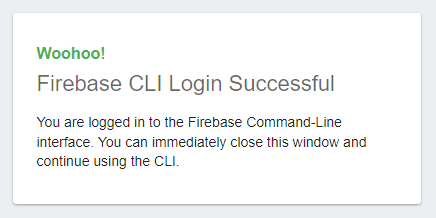 Woohoo!
Firebase CLI Login Successful
You are logged in to the Firebase Command-Line
interface. You can immediately close this window and
continue using the CLI.